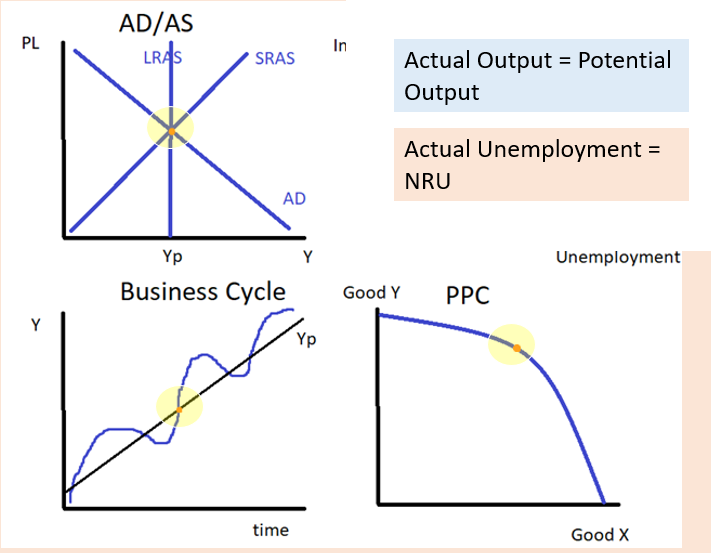 AD/AS
PL
LRAS
SRAS
In
AD
Yp
Y
Actual Output = Potential
Output
Actual Unemployment =
NRU
Unemployment
Business Cycle
Y
Yp
time
Good Y
PPC
Good X